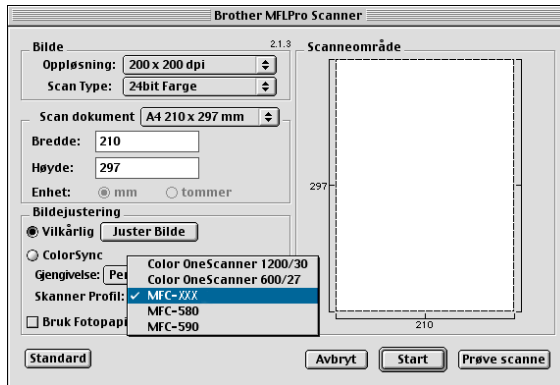 Brother MFLPro Scanner
Bilde
2.1.3
Oppløsning: 200 x 200 dpi
Scan Type: 24bit Farge
Scan dokument A4 210 x 297 mm
Bredde: 210
Høyde: 297
Enhet: mm tommer
Bildejustering
Vilkårlig Juster Bilde
ColorSync
Gjengivelse:
Skanner Profil:
Bruk Fotopapi
Color OneScanner 1200/30
Color OneScanner 600/27
✓ MFC-XXX
MFC-580
MFC-590
Scanneområde
297
210
Standard
Avbryt
Start
Prøve scanne